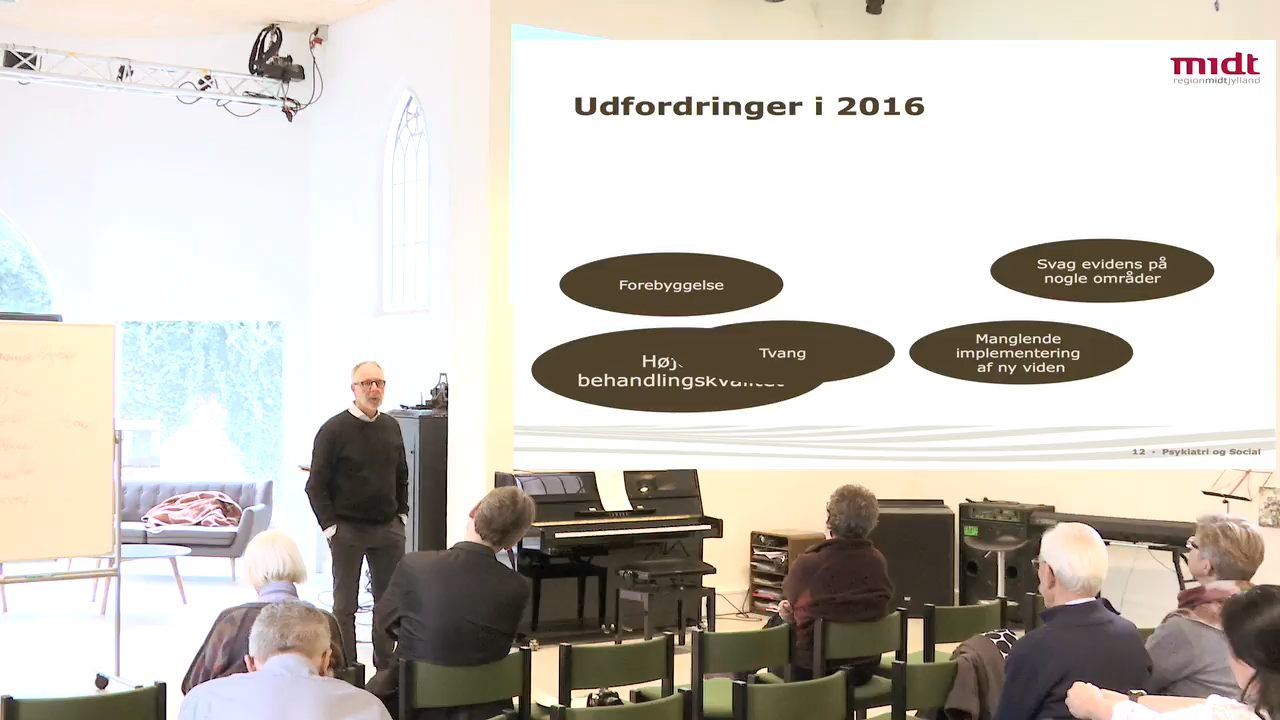 midt
regionmidtjylland
Udfordringer i 2016
Forebyggelse
Svag evidens på
nogle områder
Tvang
Manglende
implementering
af ny viden
behandlingskvalitet
12 • Psykiatri og Social